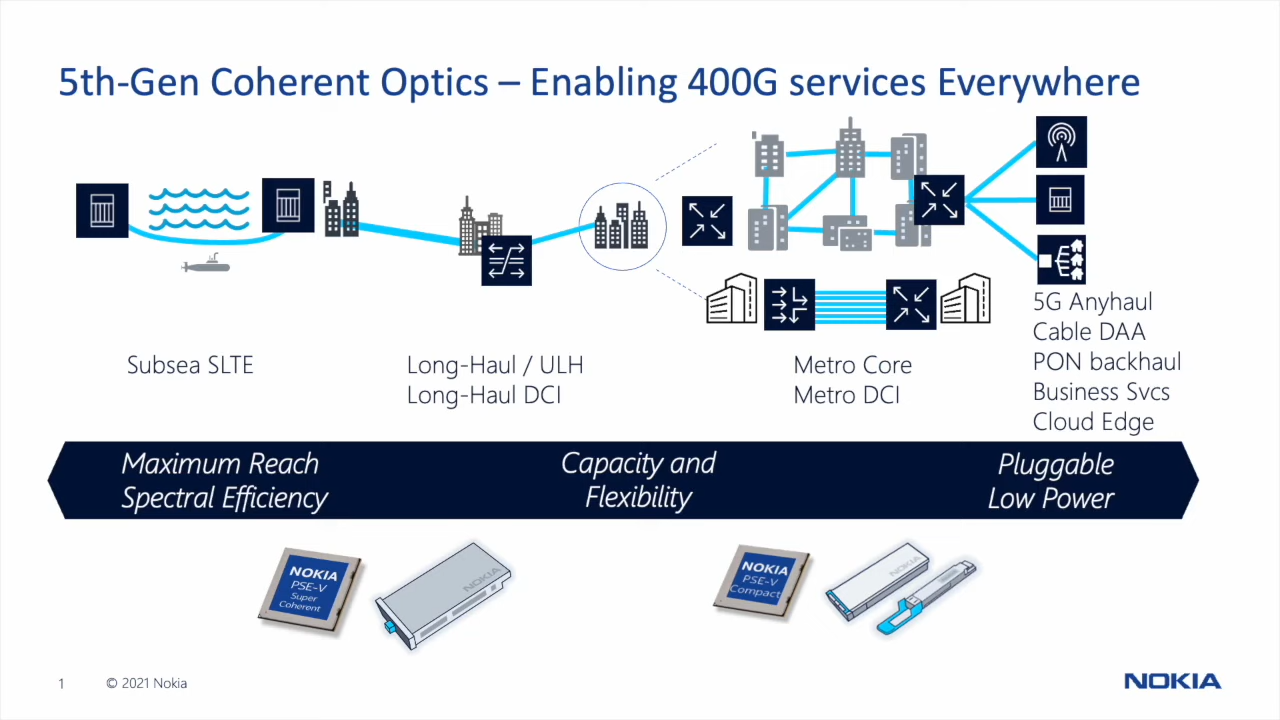 5th-Gen Coherent Optics – Enabling 400G services Everywhere
Subsea SLTE
Long-Haul / ULH
Long-Haul DCI
Metro Core
Metro DCI
5G Anyhaul
Cable DAA
PON backhaul
Business Svcs
Cloud Edge
Maximum Reach
Spectral Efficiency
Capacity and
Flexibility
Pluggable
Low Power
NOKIA
PSE-V
Super
Coherent
NOKIA
NOKIA
PSE-V
Compact
NOKIA
1
© 2021 Nokia
NOKIA